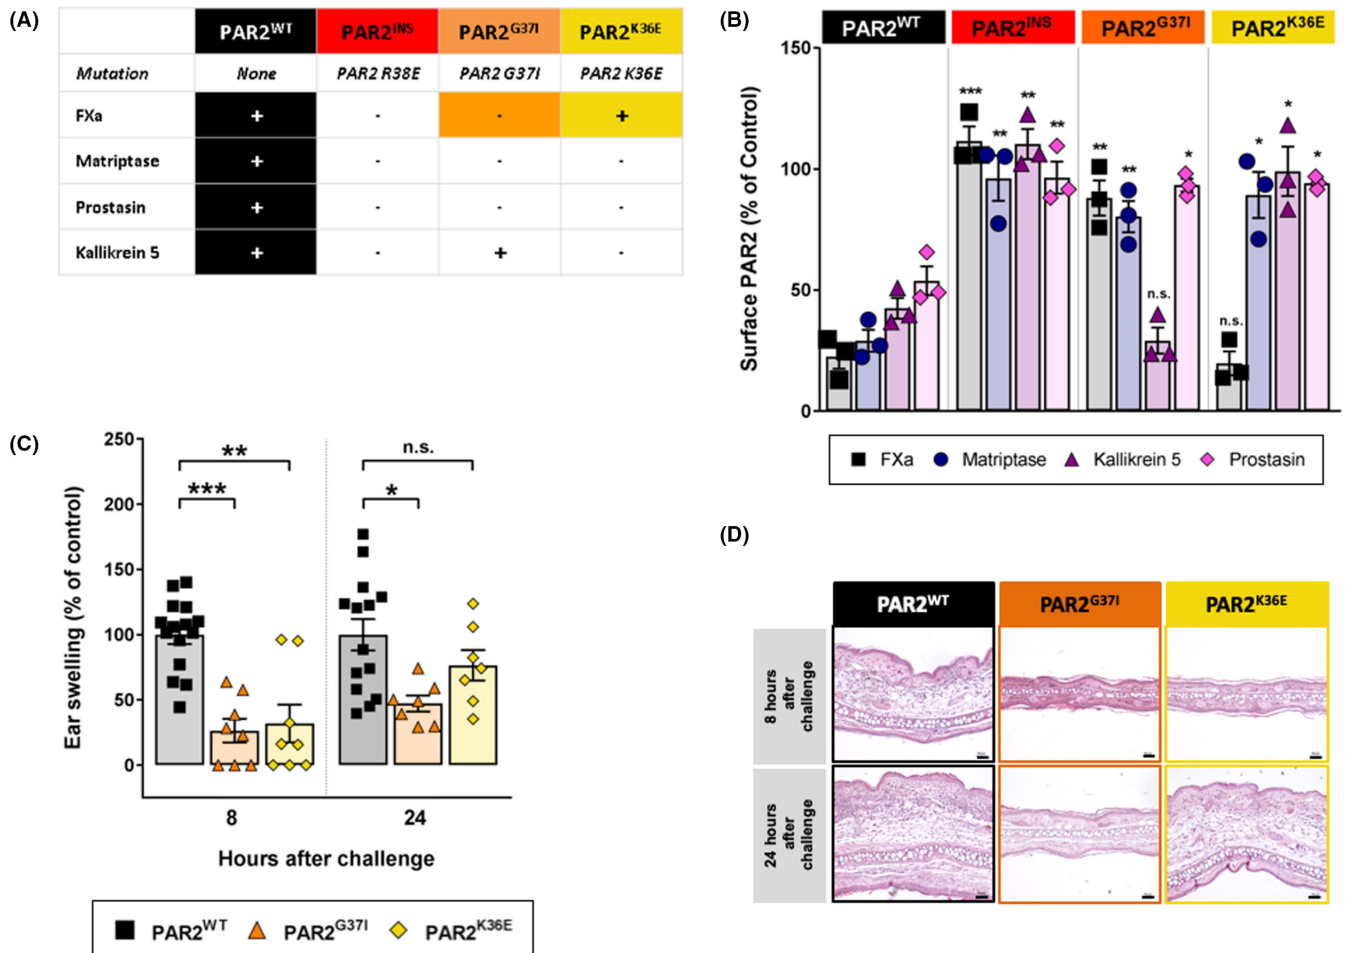 (A)
PAR2WT PAR2INS PAR2G37I PAR2K36E
Mutation None PAR2 R38E PAR2 G37I PAR2 K36E
FXa + - - +
Matriptase + - - -
Prostasin + - - -
Kallikrein 5 + - + -
(B)
PAR2WT PAR2INS PAR2G37I PAR2K36E
Surface PAR2 (% of Control)
150
100
50
0
*** ** ** **
** ** n.s. *
n.s. * * *
FXa Matriptase Kallikrein 5 Prostasin
(C)
Ear swelling (% of control)
250
200
150
100
50
0
** n.s.
*** *
8 24
Hours after challenge
PAR2WT PAR2G37I PAR2K36E
(D)
PAR2WT PAR2G37I PAR2K36E
8 hours
after
challenge
24 hours
after
challenge